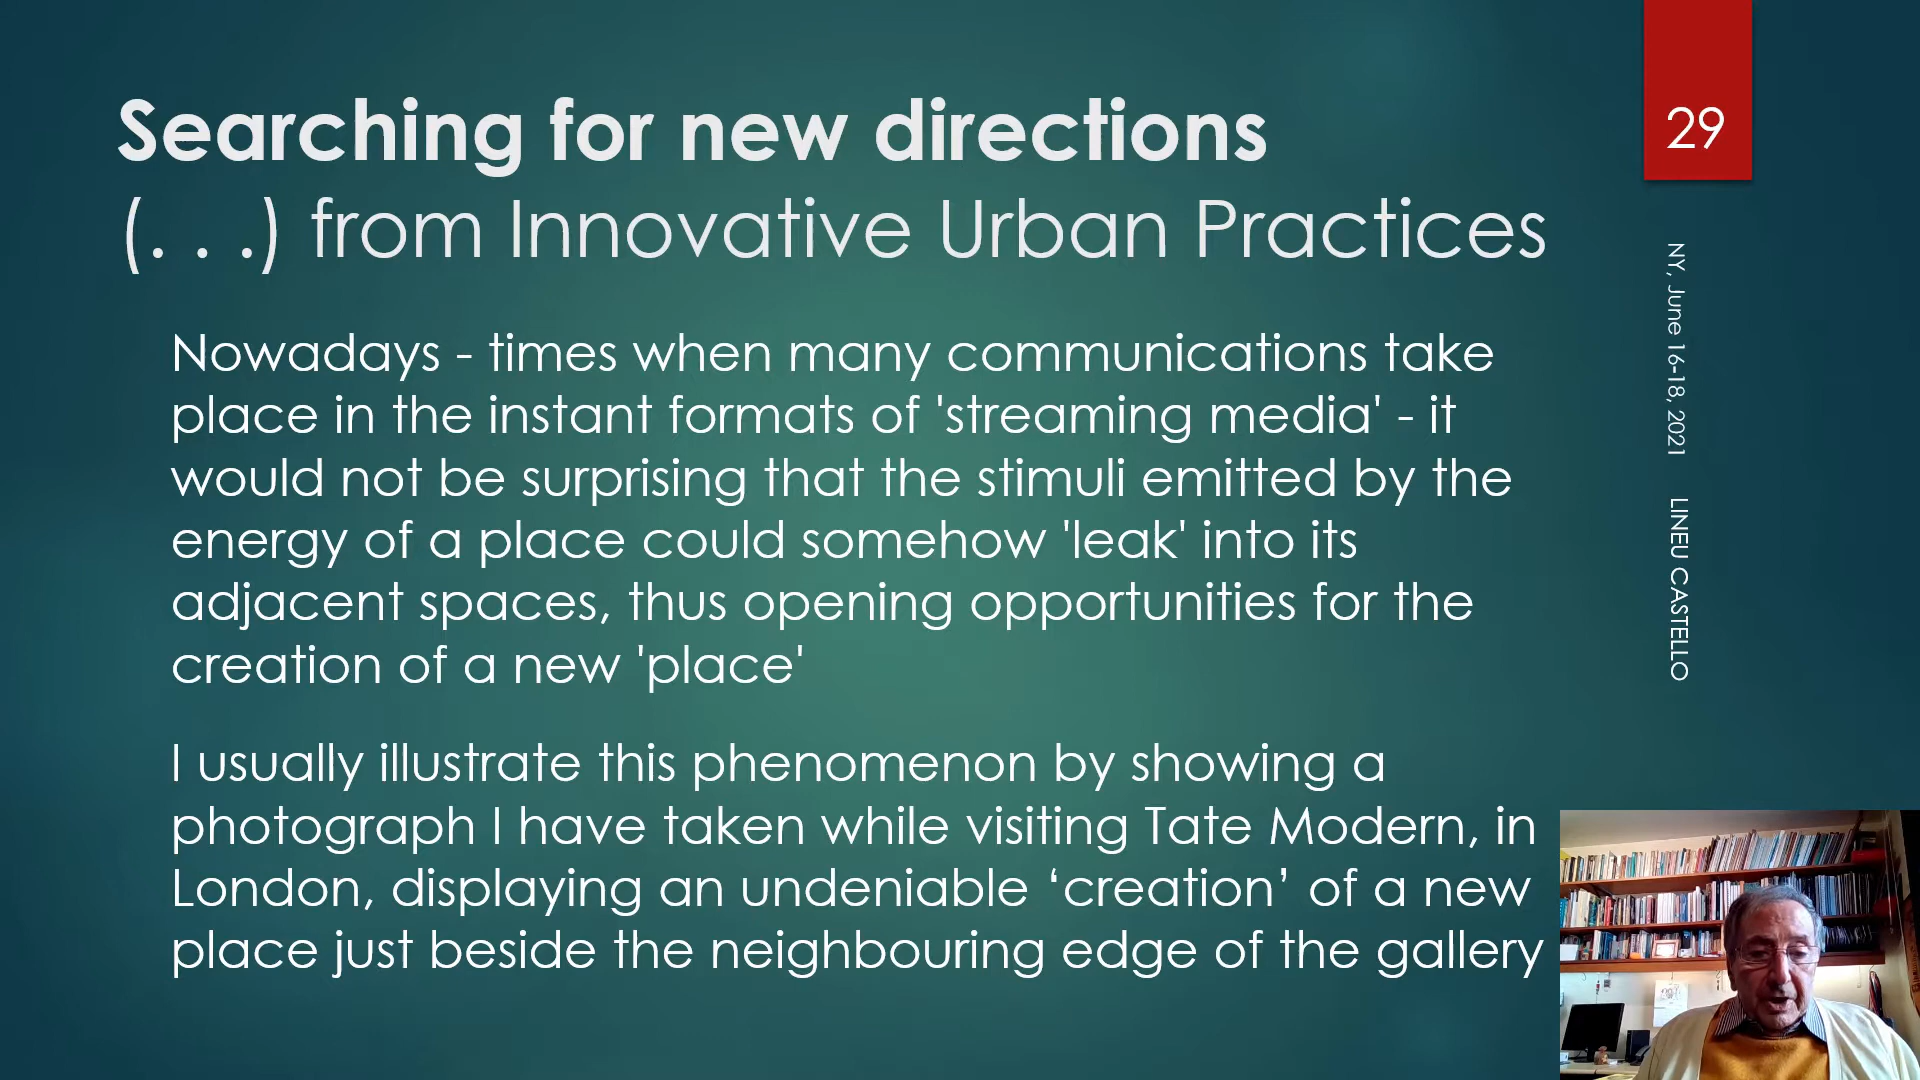 Searching for new directions
(. . .) from Innovative Urban Practices
29
NY, June 16-18, 2021 LINEU CASTELLO
Nowadays - times when many communications take
place in the instant formats of 'streaming media' - it
would not be surprising that the stimuli emitted by the
energy of a place could somehow 'leak' into its
adjacent spaces, thus opening opportunities for the
creation of a new 'place'
I usually illustrate this phenomenon by showing a
photograph I have taken while visiting Tate Modern, in
London, displaying an undeniable ‘creation’ of a new
place just beside the neighbouring edge of the gallery